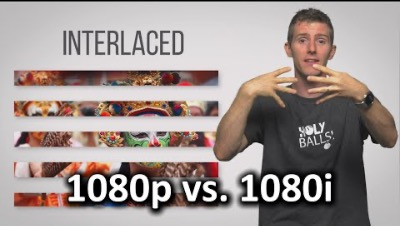 INTERLACED
HOLY
BALLS!
1080p vs. 1080i